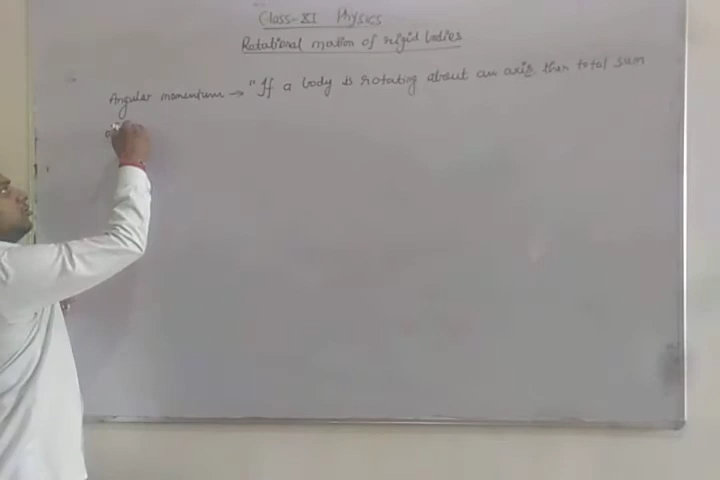 Class-XI Physics
Rotational motion of rigid bodies
Angular momentum → "If a body is rotating about an axis then total sum